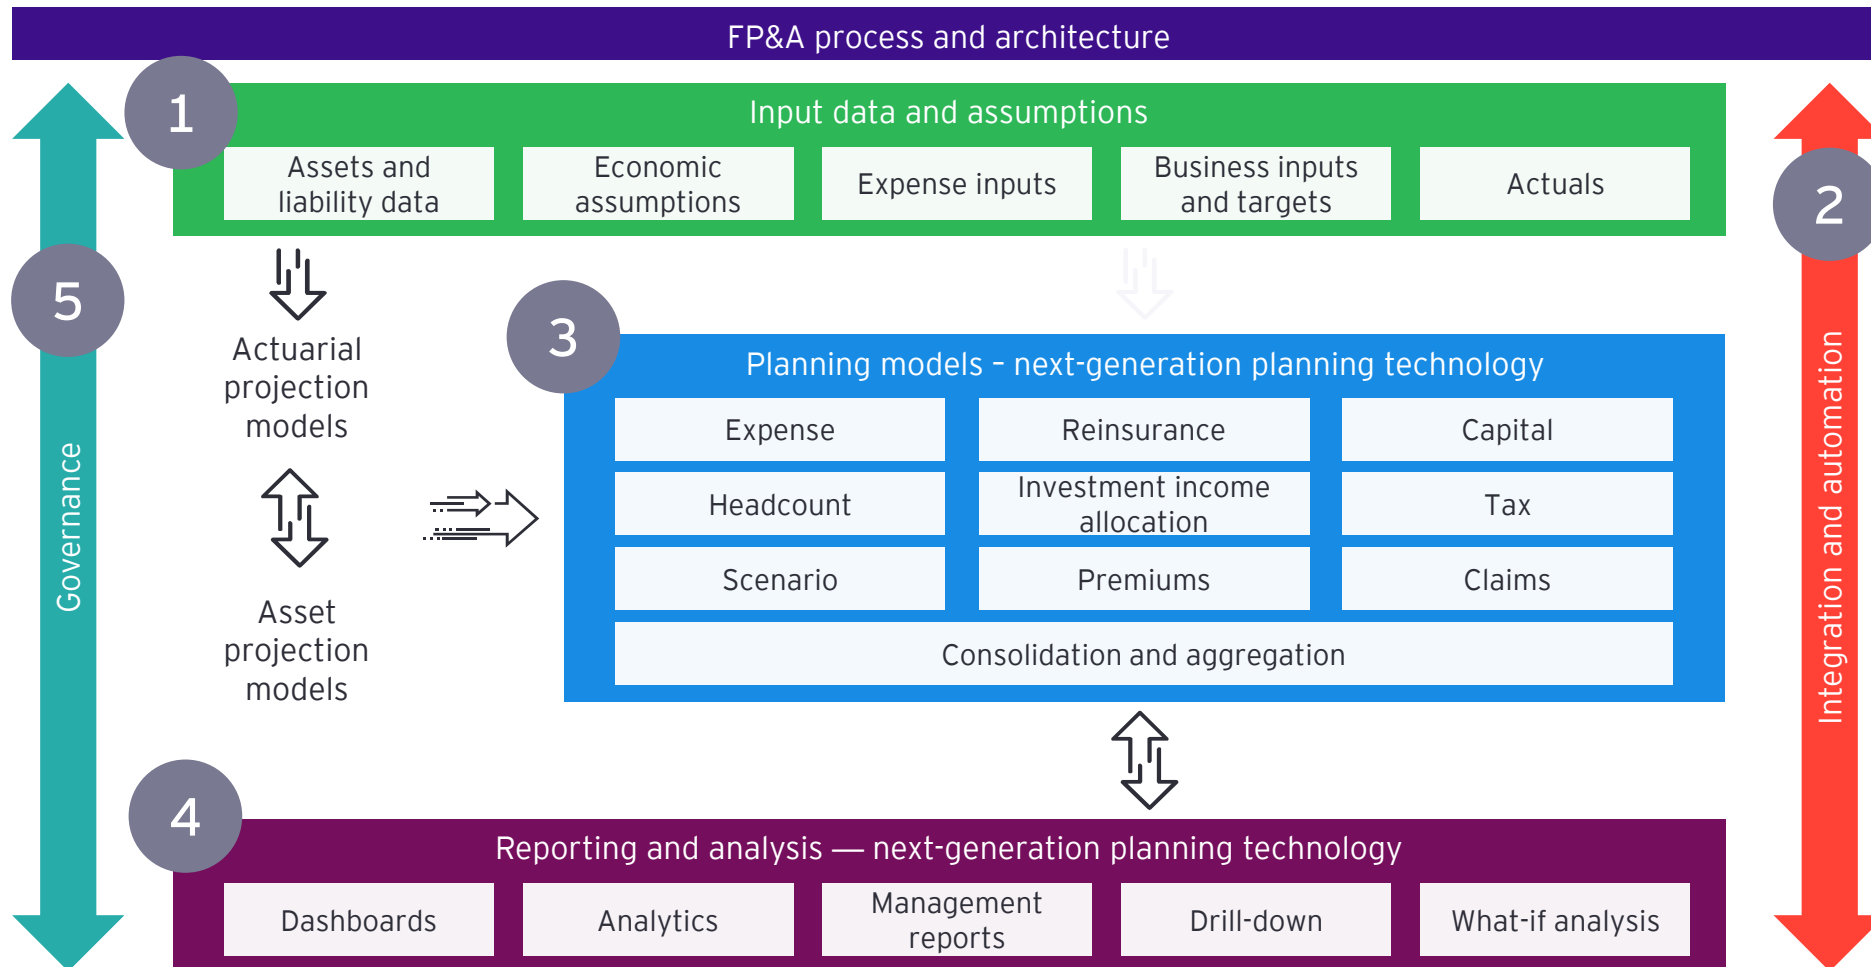 FP&A process and architecture
1
Input data and assumptions
Assets and
liability data
Economic
assumptions
Expense inputs
Business inputs
and targets
Actuals
2
Integration and automation
5
Governance
Actuarial
projection
models
Asset
projection
models
3
Planning models – next-generation planning technology
Expense
Reinsurance
Capital
Headcount
Investment income
allocation
Tax
Scenario
Premiums
Claims
Consolidation and aggregation
4
Reporting and analysis — next-generation planning technology
Dashboards
Analytics
Management
reports
Drill-down
What-if analysis